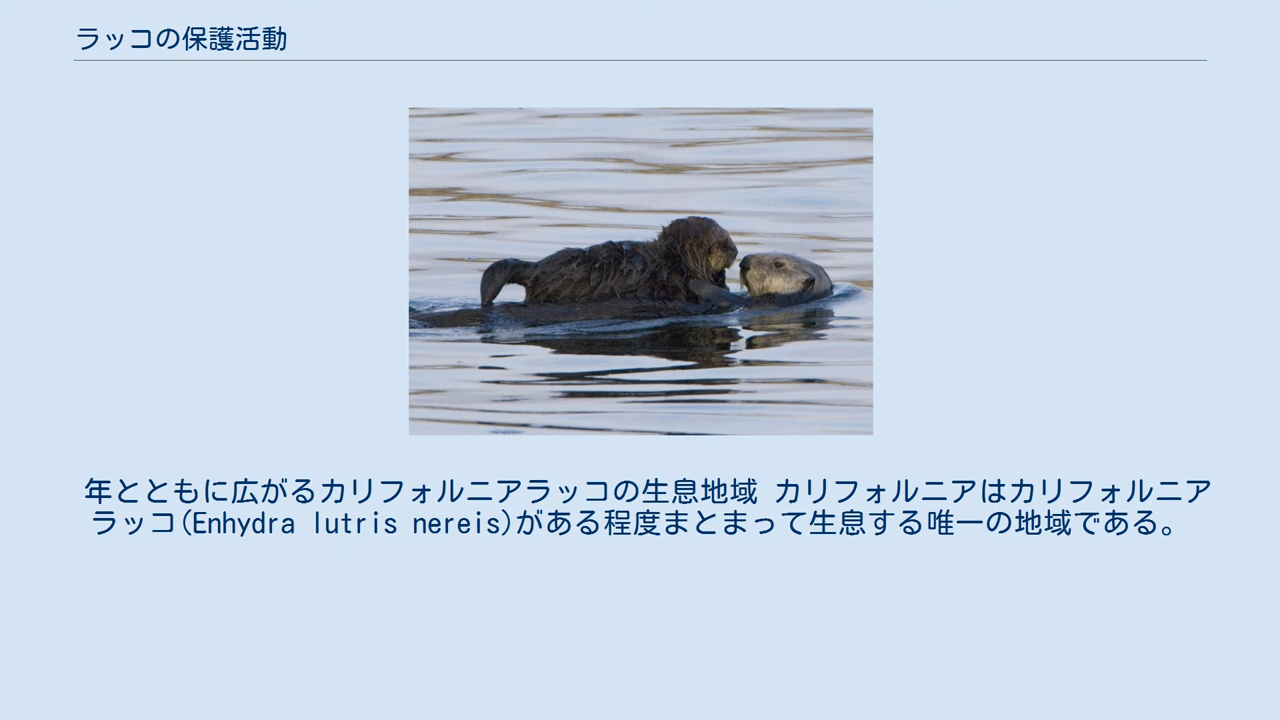 ラッコの保護活動
年とともに広がるカリフォルニアラッコの生息地域 カリフォルニアはカリフォルニア
ラッコ(Enhydra lutris nereis)がある程度まとまって生息する唯一の地域である。